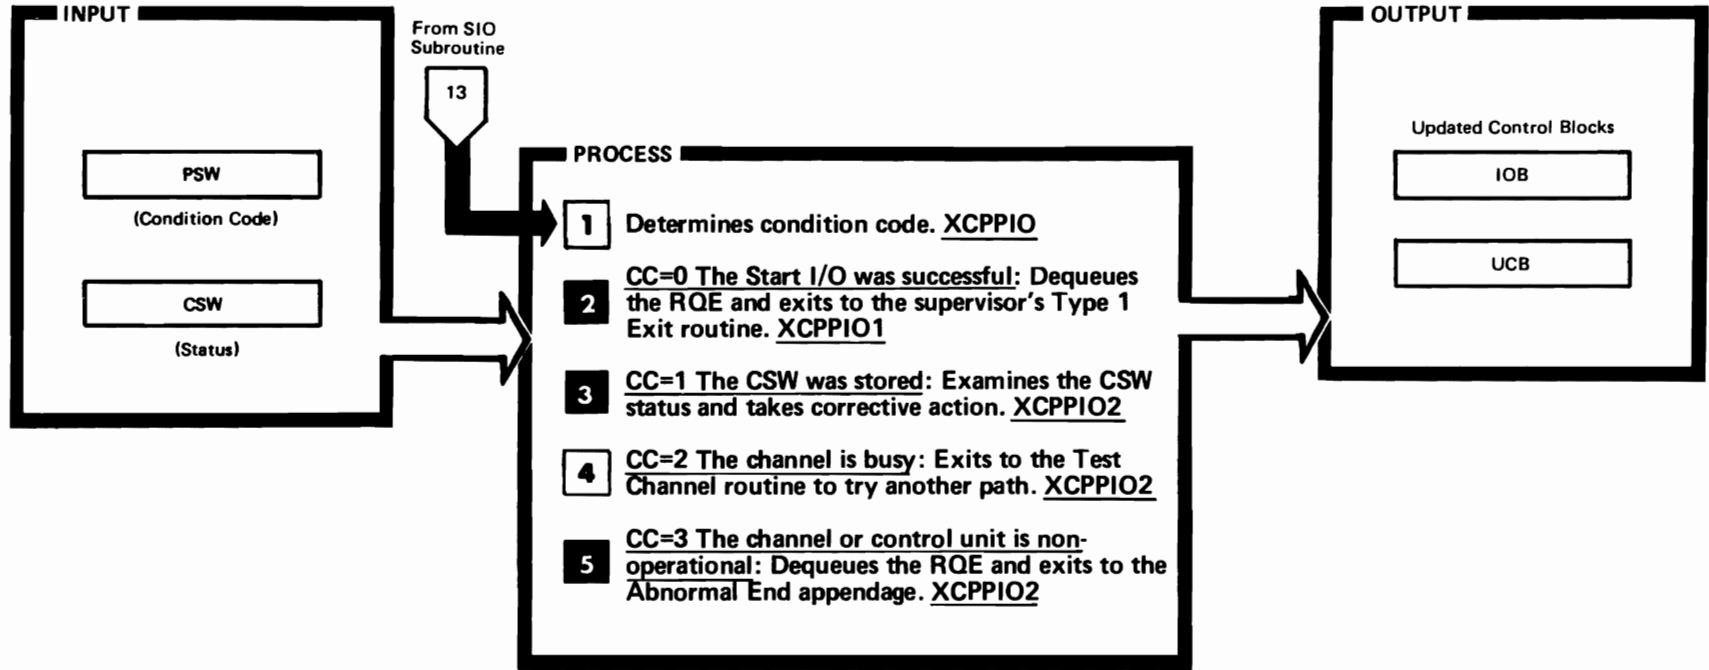 INPUT
PSW
(Condition Code)
CSW
(Status)
From SIO
Subroutine
13
PROCESS
1 Determines condition code. XCPPIO
2 CC=0 The Start I/O was successful: Dequeues
the RQE and exits to the supervisor's Type 1
Exit routine. XCPPIO1
3 CC=1 The CSW was stored: Examines the CSW
status and takes corrective action. XCPPIO2
4 CC=2 The channel is busy: Exits to the Test
Channel routine to try another path. XCPPIO2
5 CC=3 The channel or control unit is non-
operational: Dequeues the RQE and exits to the
Abnormal End appendage. XCPPIO2
OUTPUT
Updated Control Blocks
IOB
UCB